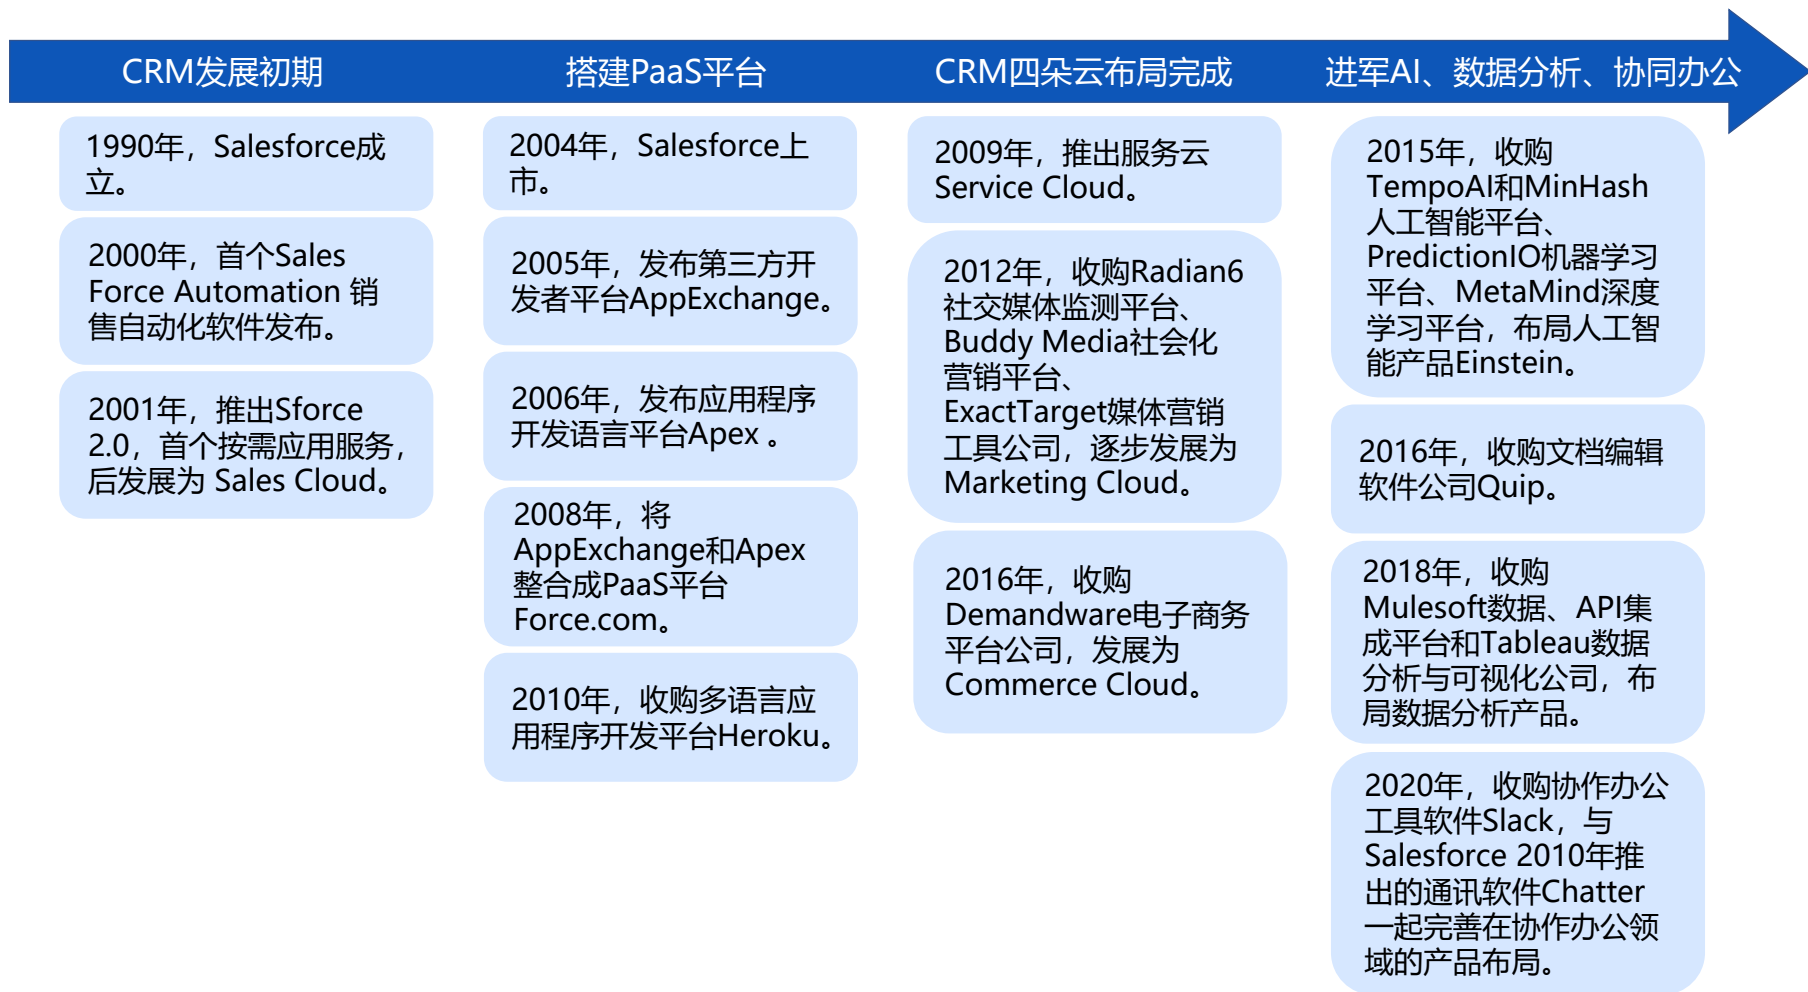 CRM发展初期
搭建PaaS平台
CRM四朵云布局完成
进军AI、数据分析、协同办公
1990年，Salesforce成
立。
2000年，首个Sales
Force Automation 销
售自动化软件发布。
2001年，推出Sforce
2.0，首个按需应用服务，
后发展为 Sales Cloud。
2004年，Salesforce上
市。
2005年，发布第三方开
发者平台AppExchange。
2006年，发布应用程序
开发语言平台Apex 。
2008年，将
AppExchange和Apex
整合成PaaS平台
Force.com。
2010年，收购多语言应
用程序开发平台Heroku。
2009年，推出服务云
Service Cloud。
2012年，收购Radian6
社交媒体监测平台、
Buddy Media社会化
营销平台、
ExactTarget媒体营销
工具公司，逐步发展为
Marketing Cloud。
2016年，收购
Demandware电子商务
平台公司，发展为
Commerce Cloud。
2015年，收购
TempoAI和MinHash
人工智能平台、
PredictionIO机器学习
平台、MetaMind深度
学习平台，布局人工智
能产品Einstein。
2016年，收购文档编辑
软件公司Quip。
2018年，收购
Mulesoft数据、API集
成平台和Tableau数据
分析与可视化公司，布
局数据分析产品。
2020年，收购协作办公
工具软件Slack，与
Salesforce 2010年推
出的通讯软件Chatter
一起完善在协作办公领
域的产品布局。